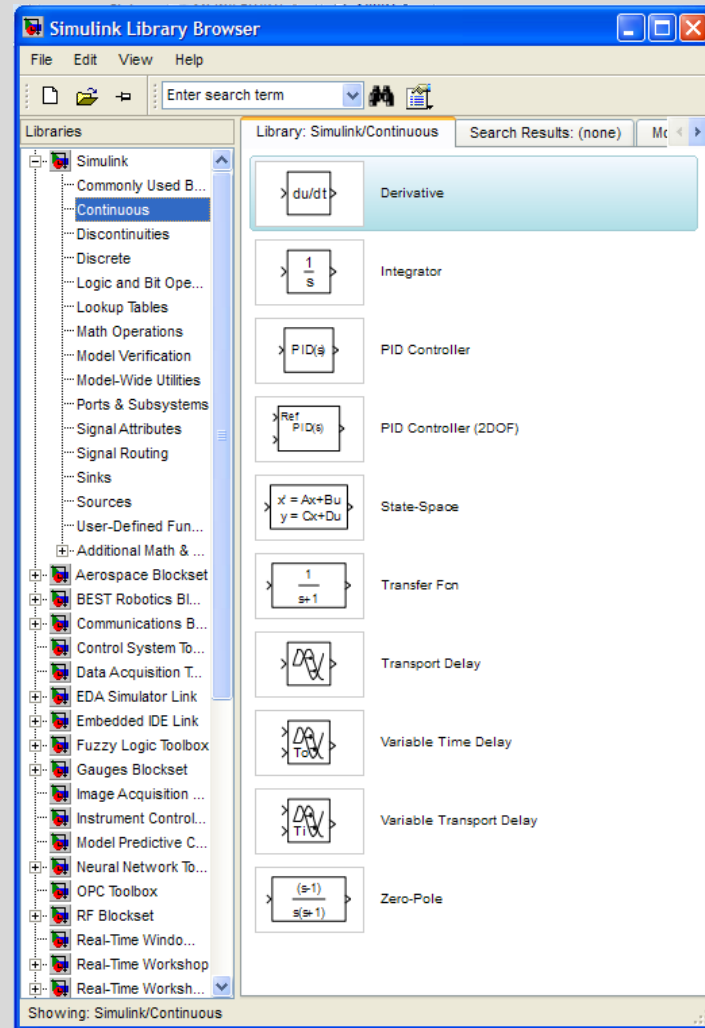 Simulink Library Browser
File Edit View Help
Enter search term
Libraries
Library: Simulink/Continuous
Search Results: (none)
Simulink
Commonly Used B...
Continuous
Discontinuities
Discrete
Logic and Bit Ope...
Lookup Tables
Math Operations
Model Verification
Model-Wide Utilities
Ports & Subsystems
Signal Attributes
Signal Routing
Sinks
Sources
User-Defined Fun...
Additional Math & ...
Aerospace Blockset
BEST Robotics Bl...
Communications B...
Control System To...
Data Acquisition T...
EDA Simulator Link
Embedded IDE Link
Fuzzy Logic Toolbox
Gauges Blockset
Image Acquisition ...
Instrument Control...
Model Predictive C...
Neural Network To...
OPC Toolbox
RF Blockset
Real-Time Windo...
Real-Time Workshop
Real-Time Worksh...
du/dt Derivative
1
s
Integrator
PID(s) PID Controller
Ref
PID(s)
PID Controller (2DOF)
x' = Ax+Bu
y = Cx+Du
State-Space
1
s+1
Transfer Fcn
Transport Delay
To
Variable Time Delay
Ti
Variable Transport Delay
(s-1)
s(s+1)
Zero-Pole
Showing: Simulink/Continuous